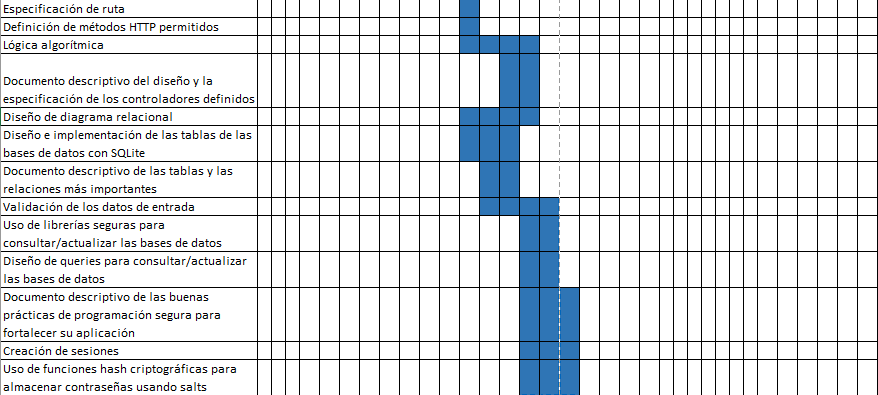 Especificación de ruta
Definición de métodos HTTP permitidos
Lógica algorítmica
Documento descriptivo del diseño y la
especificación de los controladores definidos
Diseño de diagrama relacional
Diseño e implementación de las tablas de las
bases de datos con SQLite
Documento descriptivo de las tablas y las
relaciones más importantes
Validación de los datos de entrada
Uso de librerías seguras para
consultar/actualizar las bases de datos
Diseño de queries para consultar/actualizar
las bases de datos
Documento descriptivo de las buenas
prácticas de programación segura para
fortalecer su aplicación
Creación de sesiones
Uso de funciones hash criptográficas para
almacenar contraseñas usando salts